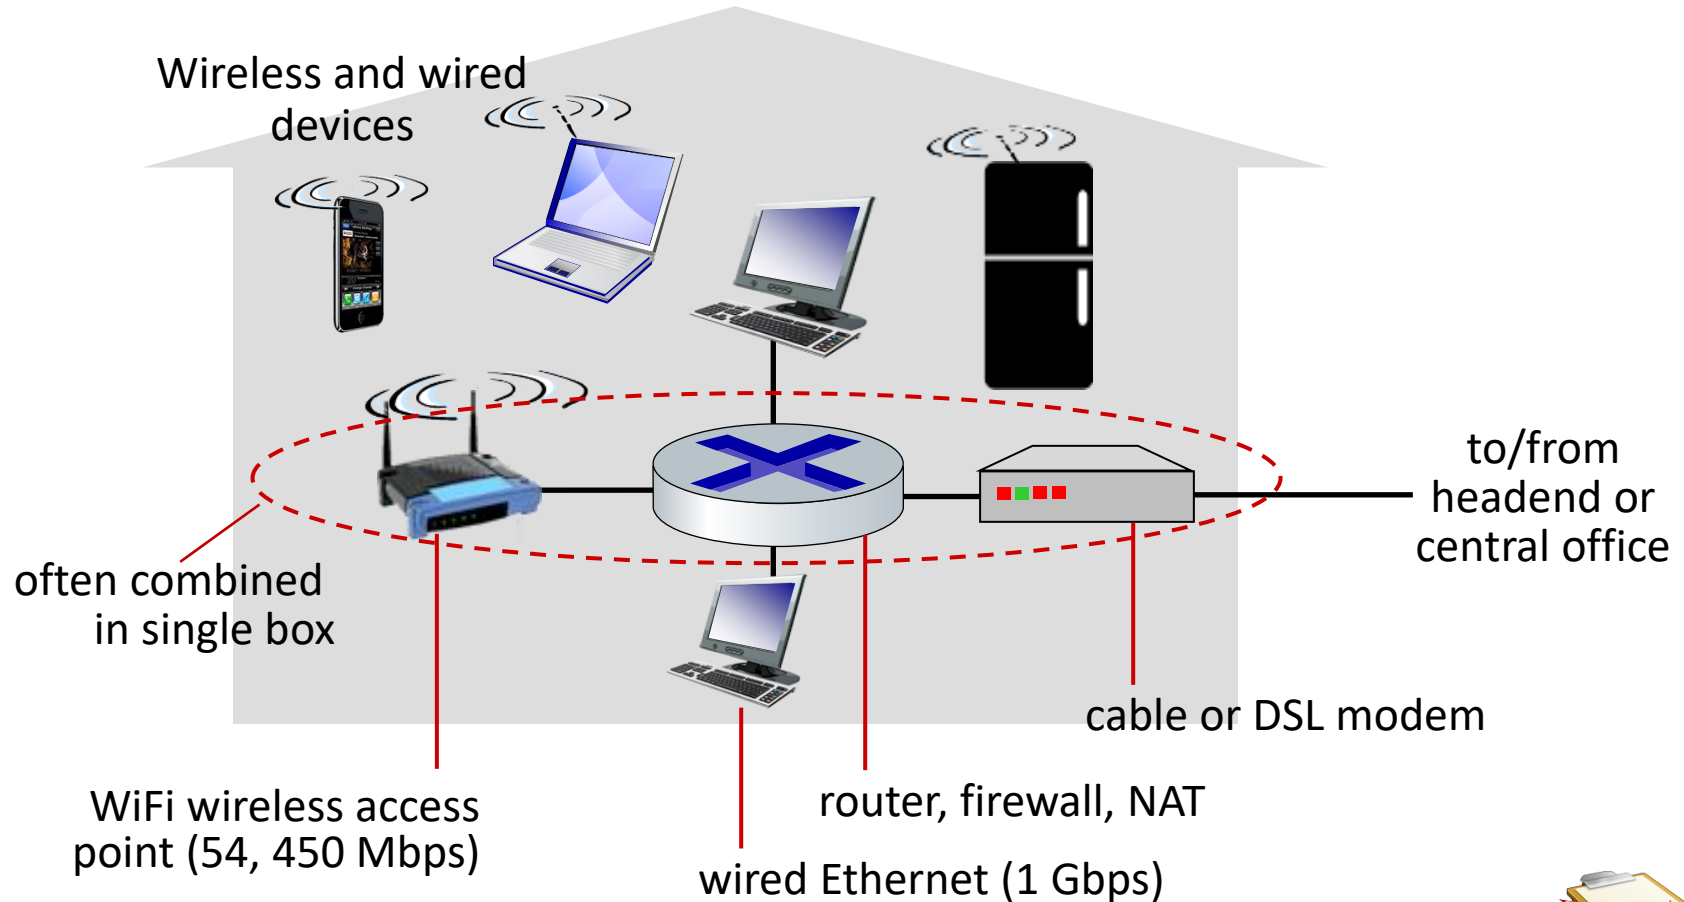 Wireless and wired
devices
to/from
headend or
central office
often combined
in single box
cable or DSL modem
router, firewall, NAT
WiFi wireless access
point (54, 450 Mbps)
wired Ethernet (1 Gbps)